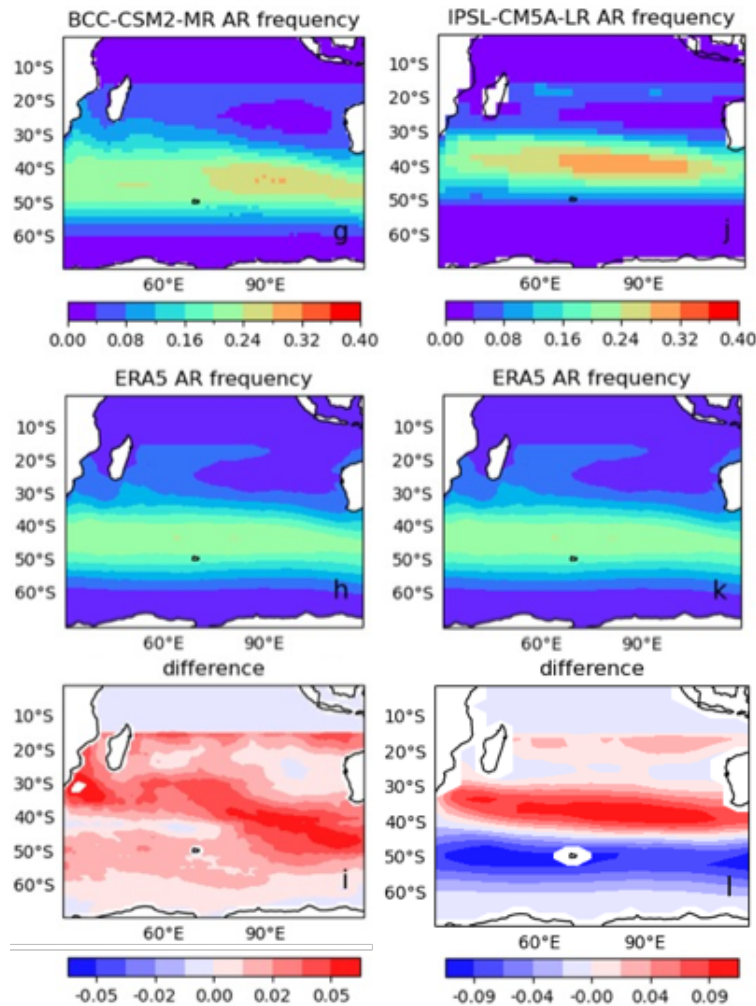 BCC-CSM2-MR AR frequency
IPSL-CM5A-LR AR frequency
10°S
20°S
30°S
40°S
50°S
60°S
g
60°E 90°E
0.00 0.08 0.16 0.24 0.32 0.40
10°S
20°S
30°S
40°S
50°S
60°S
j
60°E 90°E
0.00 0.08 0.16 0.24 0.32 0.40
ERA5 AR frequency
ERA5 AR frequency
10°S
20°S
30°S
40°S
50°S
60°S
h
60°E 90°E
10°S
20°S
30°S
40°S
50°S
60°S
k
60°E 90°E
difference
difference
10°S
20°S
30°S
40°S
50°S
60°S
i
60°E 90°E
-0.05 -0.02 0.00 0.02 0.05
10°S
20°S
30°S
40°S
50°S
60°S
l
60°E 90°E
-0.09 -0.04 -0.00 0.04 0.09